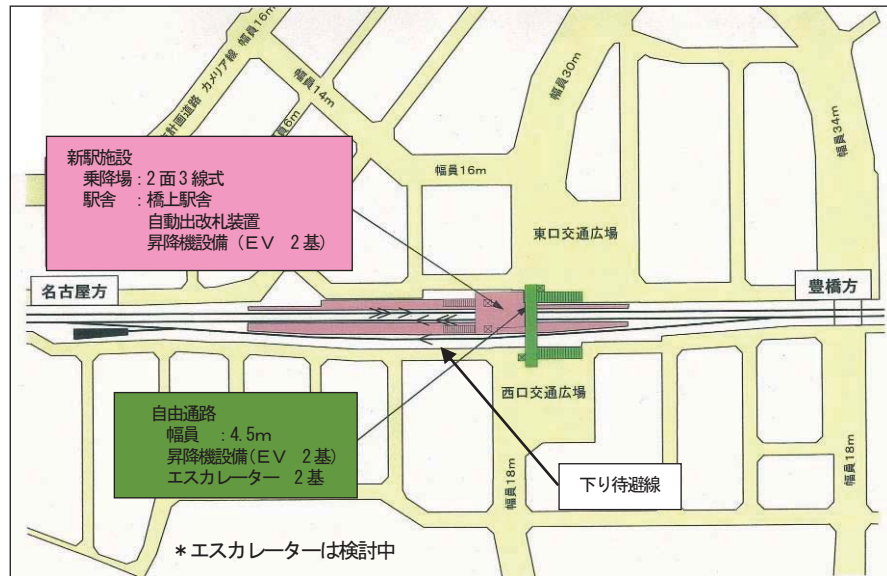 幅員16m
計画道路 カメリア線 幅員16m
幅員14m
幅員6m
幅員30m
幅員34m
新駅施設
乗降場：2面3線式
駅舎 ：橋上駅舎
自動出改札装置
昇降機設備（EV 2基）
幅員16m
東口交通広場
名古屋方
豊橋方
西口交通広場
自由通路
幅員 ：4.5m
昇降機設備（EV 2基）
エスカレーター 2基
下り待避線
幅員18m
幅員18m
＊エスカレーターは検討中